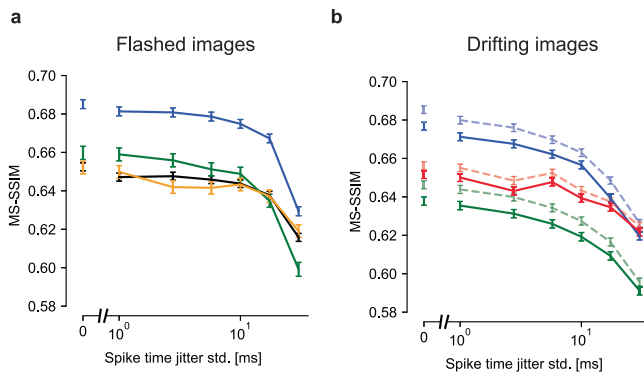 a
Flashed images
0.70
0.68
0.66
0.64
0.62
0.60
0.58
MS-SSIM
0
10⁰
10¹
Spike time jitter std. [ms]
b
Drifting images
0.70
0.68
0.66
0.64
0.62
0.60
0.58
MS-SSIM
0
10⁰
10¹
Spike time jitter std. [ms]